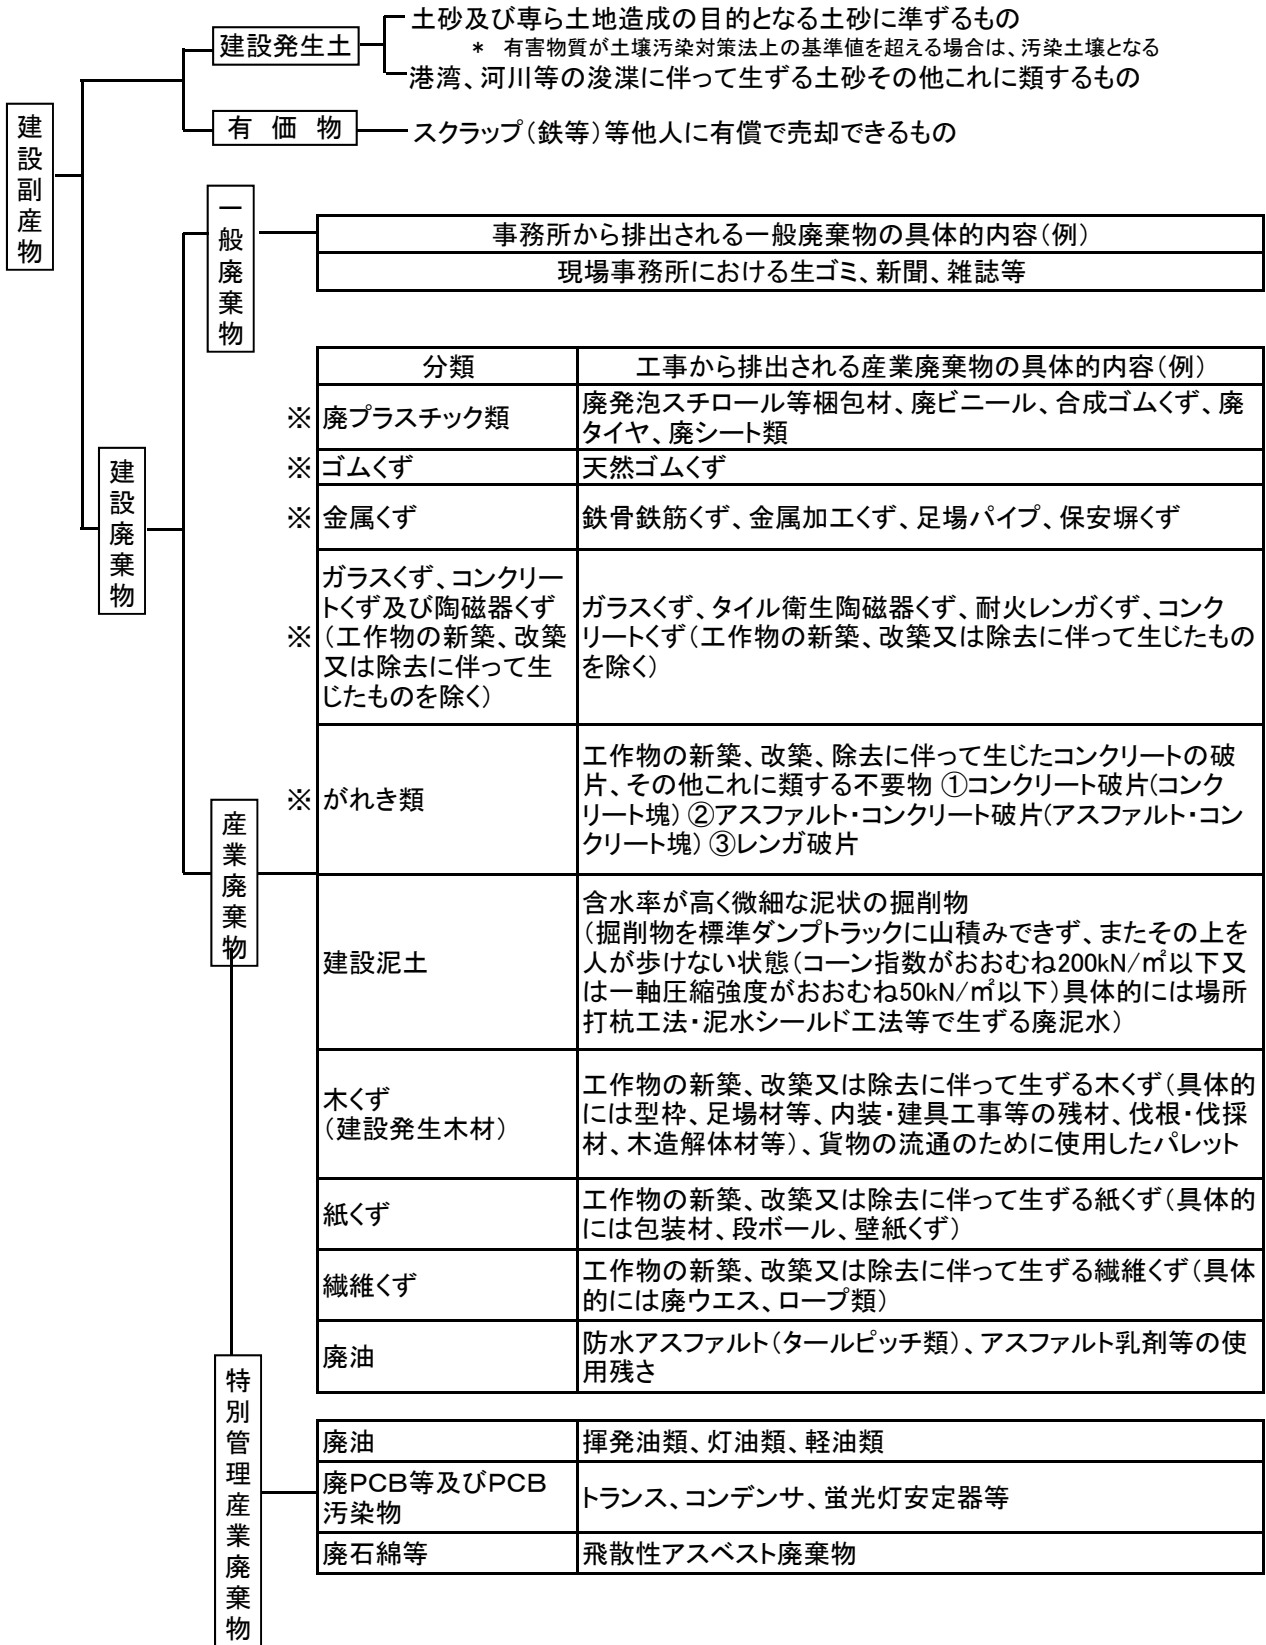 建設副産物
建設発生土
土砂及び専ら土地造成の目的となる土砂に準ずるもの
* 有害物質が土壌汚染対策法上の基準値を超える場合は、汚染土壌となる
港湾、河川等の浚渫に伴って生ずる土砂その他これに類するもの
有価物
スクラップ（鉄等）等他人に有償で売却できるもの
建設廃棄物
一般廃棄物
事務所から排出される一般廃棄物の具体的内容（例）
現場事務所における生ゴミ、新聞、雑誌等
産業廃棄物
分類
工事から排出される産業廃棄物の具体的内容（例）
※ 廃プラスチック類
廃発泡スチロール等梱包材、廃ビニール、合成ゴムくず、廃
タイヤ、廃シート類
※ ゴムくず
天然ゴムくず
※ 金属くず
鉄骨鉄筋くず、金属加工くず、足場パイプ、保安塀くず
※
ガラスくず、コンクリー
トくず及び陶磁器くず
（工作物の新築、改築
又は除去に伴って生
じたものを除く）
ガラスくず、タイル衛生陶磁器くず、耐火レンガくず、コンク
リートくず（工作物の新築、改築又は除去に伴って生じたもの
を除く）
※ がれき類
工作物の新築、改築、除去に伴って生じたコンクリートの破
片、その他これに類する不要物 ①コンクリート破片(コンク
リート塊) ②アスファルト・コンクリート破片(アスファルト・コン
クリート塊) ③レンガ破片
建設泥土
含水率が高く微細な泥状の掘削物
（掘削物を標準ダンプトラックに山積みできず、またその上を
人が歩けない状態（コーン指数がおおむね200kN/㎡以下又
は一軸圧縮強度がおおむね50kN/㎡以下）具体的には場所
打杭工法・泥水シールド工法等で生ずる廃泥水）
木くず
（建設発生木材）
工作物の新築、改築又は除去に伴って生ずる木くず（具体的
には型枠、足場材等、内装・建具工事等の残材、伐根・伐採
材、木造解体材等）、貨物の流通のために使用したパレット
紙くず
工作物の新築、改築又は除去に伴って生ずる紙くず（具体的
には包装材、段ボール、壁紙くず）
繊維くず
工作物の新築、改築又は除去に伴って生ずる繊維くず（具体
的には廃ウエス、ロープ類）
廃油
防水アスファルト（タールピッチ類）、アスファルト乳剤等の使
用残さ
特別管理産業廃棄物
廃油
揮発油類、灯油類、軽油類
廃PCB等及びPCB
汚染物
トランス、コンデンサ、蛍光灯安定器等
廃石綿等
飛散性アスベスト廃棄物